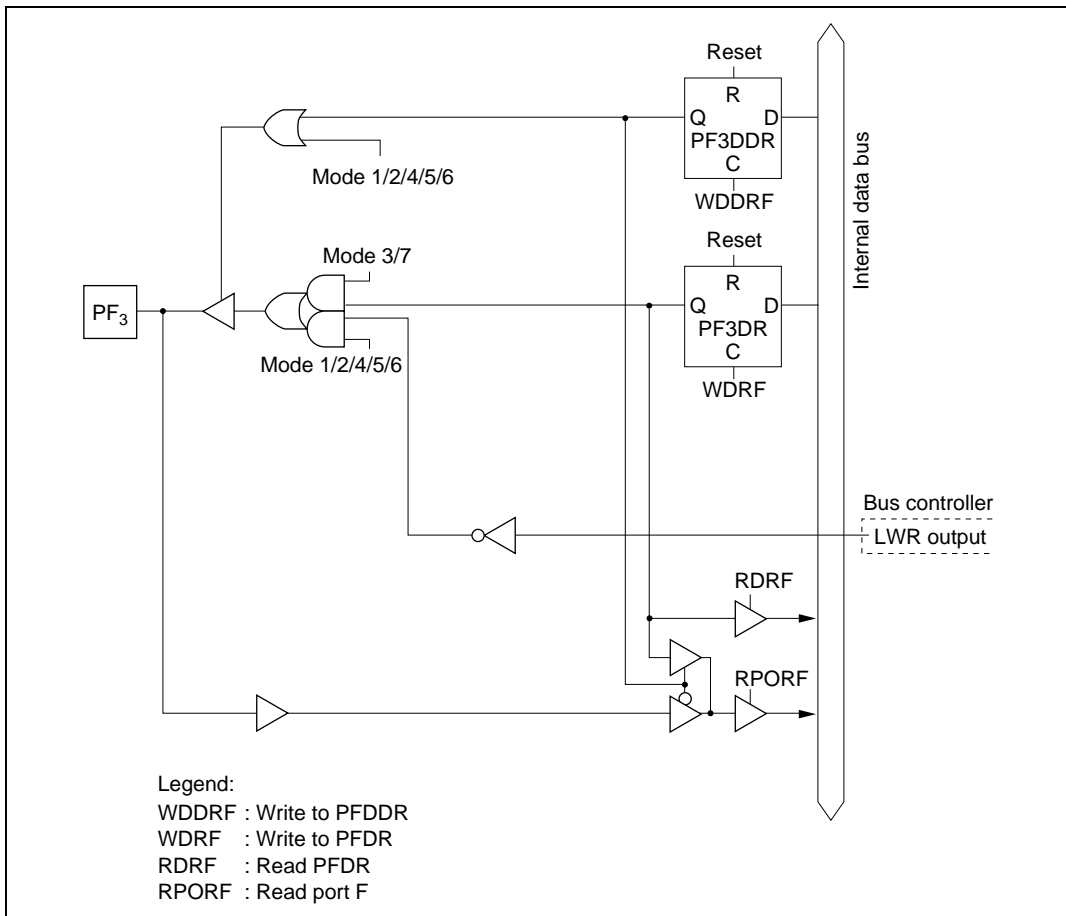 Reset
R
Q D
PF3DDR
C
WDDRF
Mode 1/2/4/5/6
Internal data bus
Reset
R
Q D
PF3DR
C
WDRF
Mode 3/7
PF₃
Mode 1/2/4/5/6
Bus controller
LWR output
RDRF
RPORF
Legend:
WDDRF : Write to PFDDR
WDRF : Write to PFDR
RDRF : Read PFDR
RPORF : Read port F